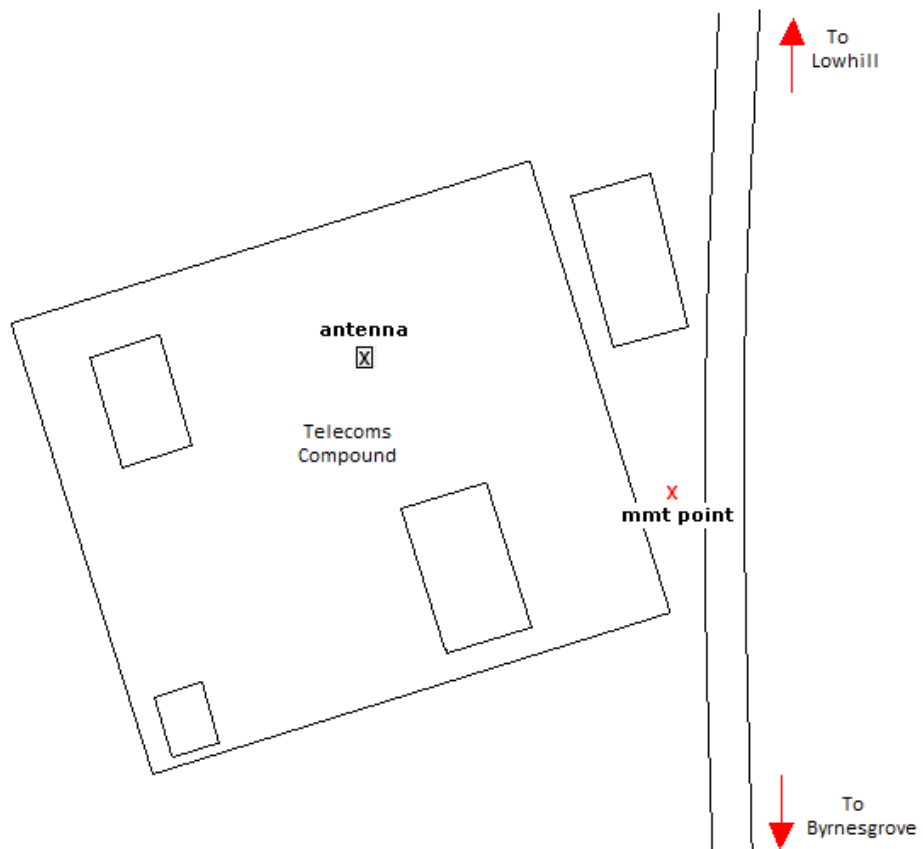 To
Lowhill
antenna
X
Telecoms
Compound
X
mmt point
To
Byrnesgrove